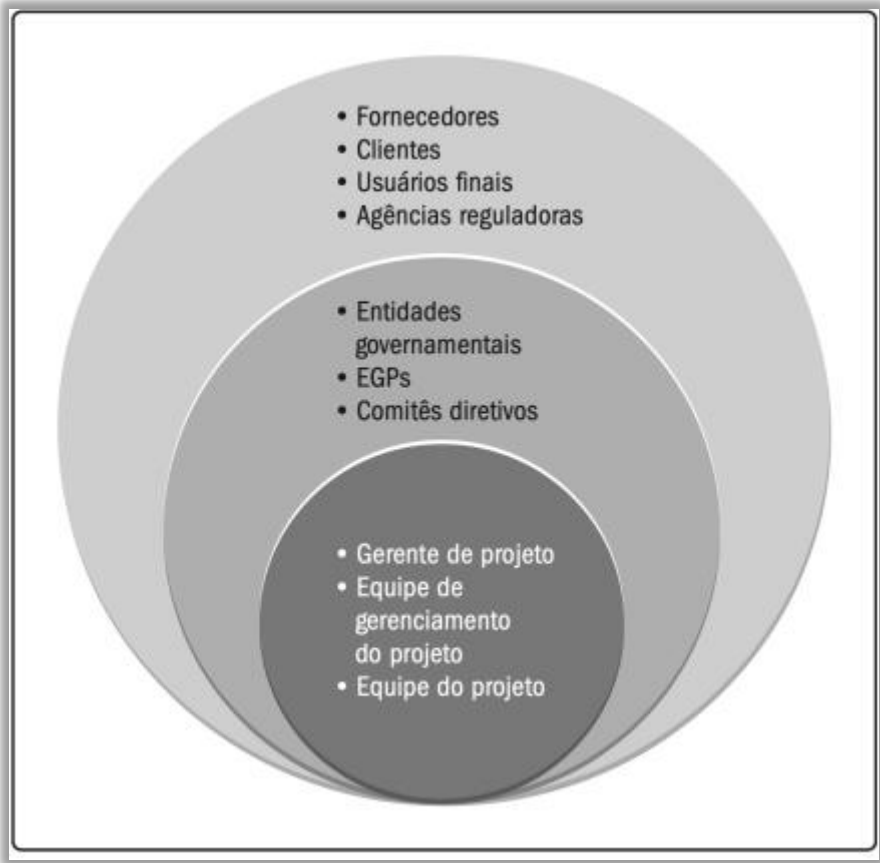 • Fornecedores
• Clientes
• Usuários finais
• Agências reguladoras
• Entidades
governamentais
• EGPs
• Comitês diretivos
• Gerente de projeto
• Equipe de
gerenciamento
do projeto
• Equipe do projeto